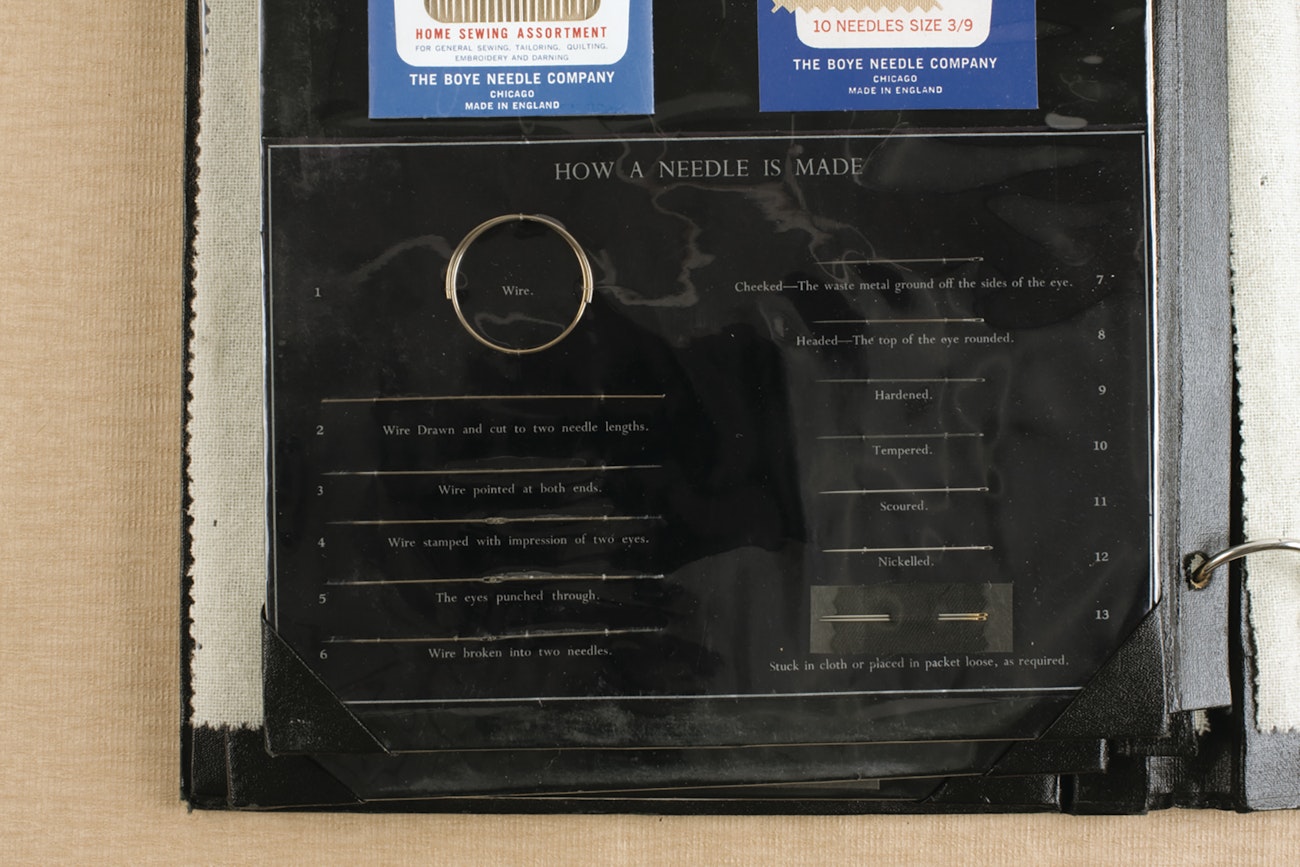 HOME SEWING ASSORTMENT
FOR GENERAL SEWING, TAILORING, QUILTING,
EMBROIDERY AND DARNING
THE BOYE NEEDLE COMPANY
CHICAGO
MADE IN ENGLAND
10 NEEDLES SIZE 3/9
THE BOYE NEEDLE COMPANY
CHICAGO
MADE IN ENGLAND
HOW A NEEDLE IS MADE
1 Wire.
2 Wire Drawn and cut to two needle lengths.
3 Wire pointed at both ends.
4 Wire stamped with impression of two eyes.
5 The eyes punched through.
6 Wire broken into two needles.
Cheeked—The waste metal ground off the sides of the eye. 7
Headed—The top of the eye rounded. 8
Hardened. 9
Tempered. 10
Scoured. 11
Nickelled. 12
13
Stuck in cloth or placed in packet loose, as required.